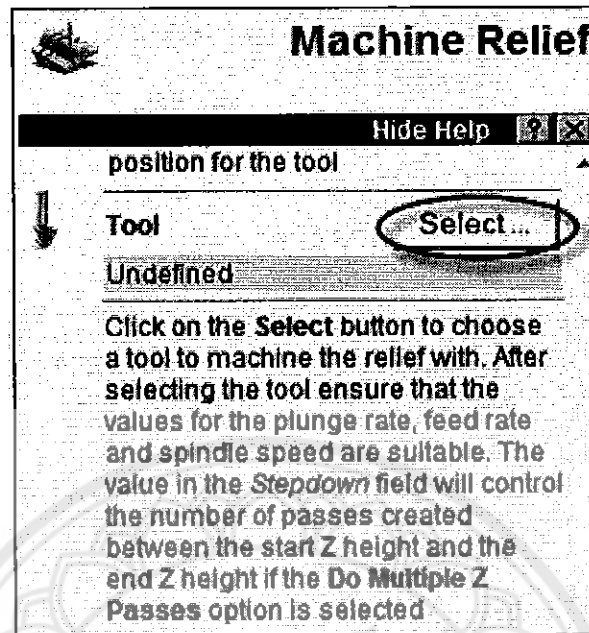 Machine Relief
Hide Help
position for the tool
Tool
Select ...
Undefined
Click on the Select button to choose
a tool to machine the relief with. After
selecting the tool ensure that the
values for the plunge rate, feed rate
and spindle speed are suitable. The
value in the Stepdown field will control
the number of passes created
between the start Z height and the
end Z height if the Do Multiple Z
Passes option is selected